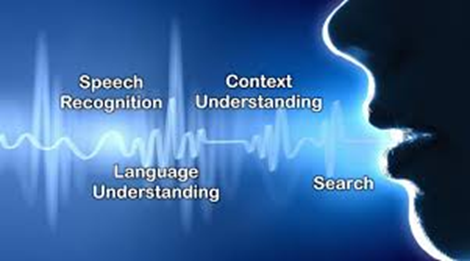 Speech
Recognition
Context
Understanding
Language
Understanding
Search